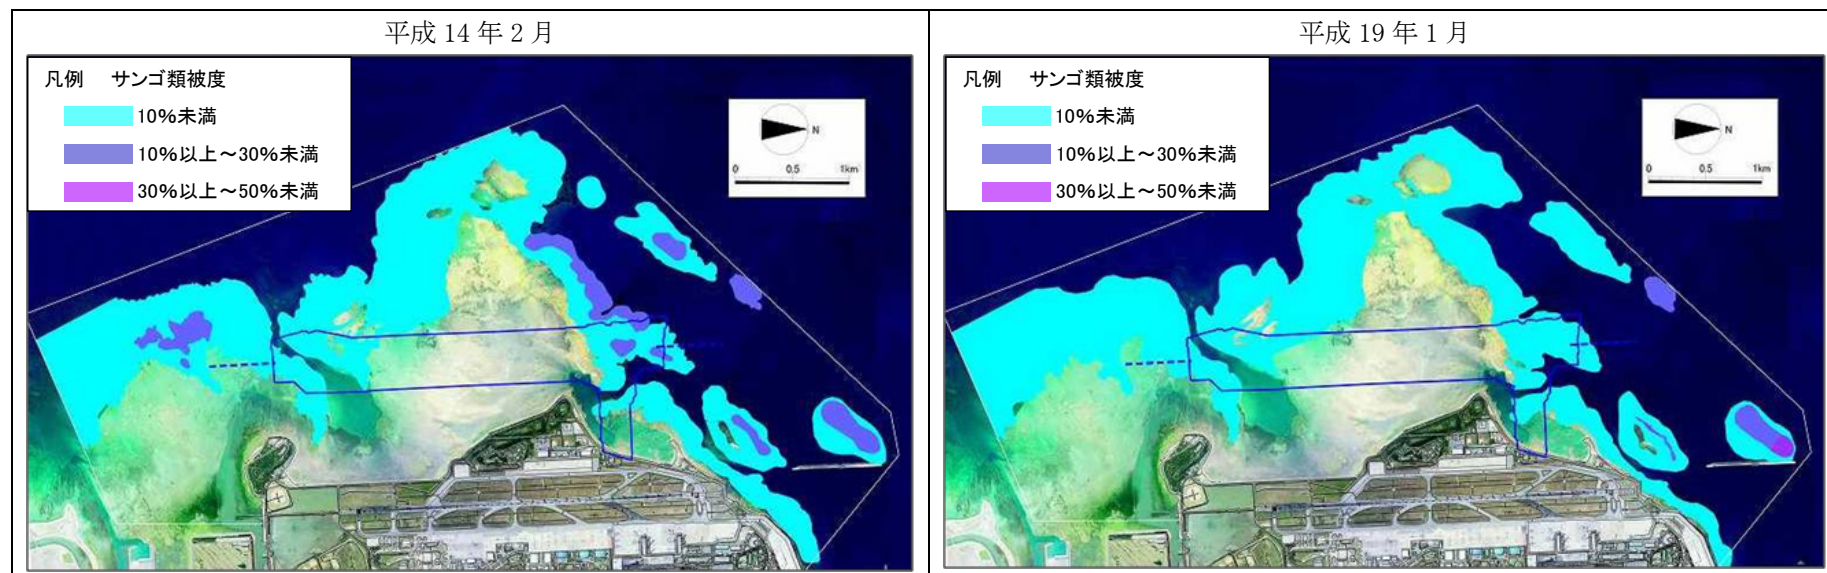 平成 14 年 2 月
凡例 サンゴ類被度
10%未満
10%以上～30%未満
30%以上～50%未満
N
0 0.5 1km
平成 19 年 1 月
凡例 サンゴ類被度
10%未満
10%以上～30%未満
30%以上～50%未満
N
0 0.5 1km